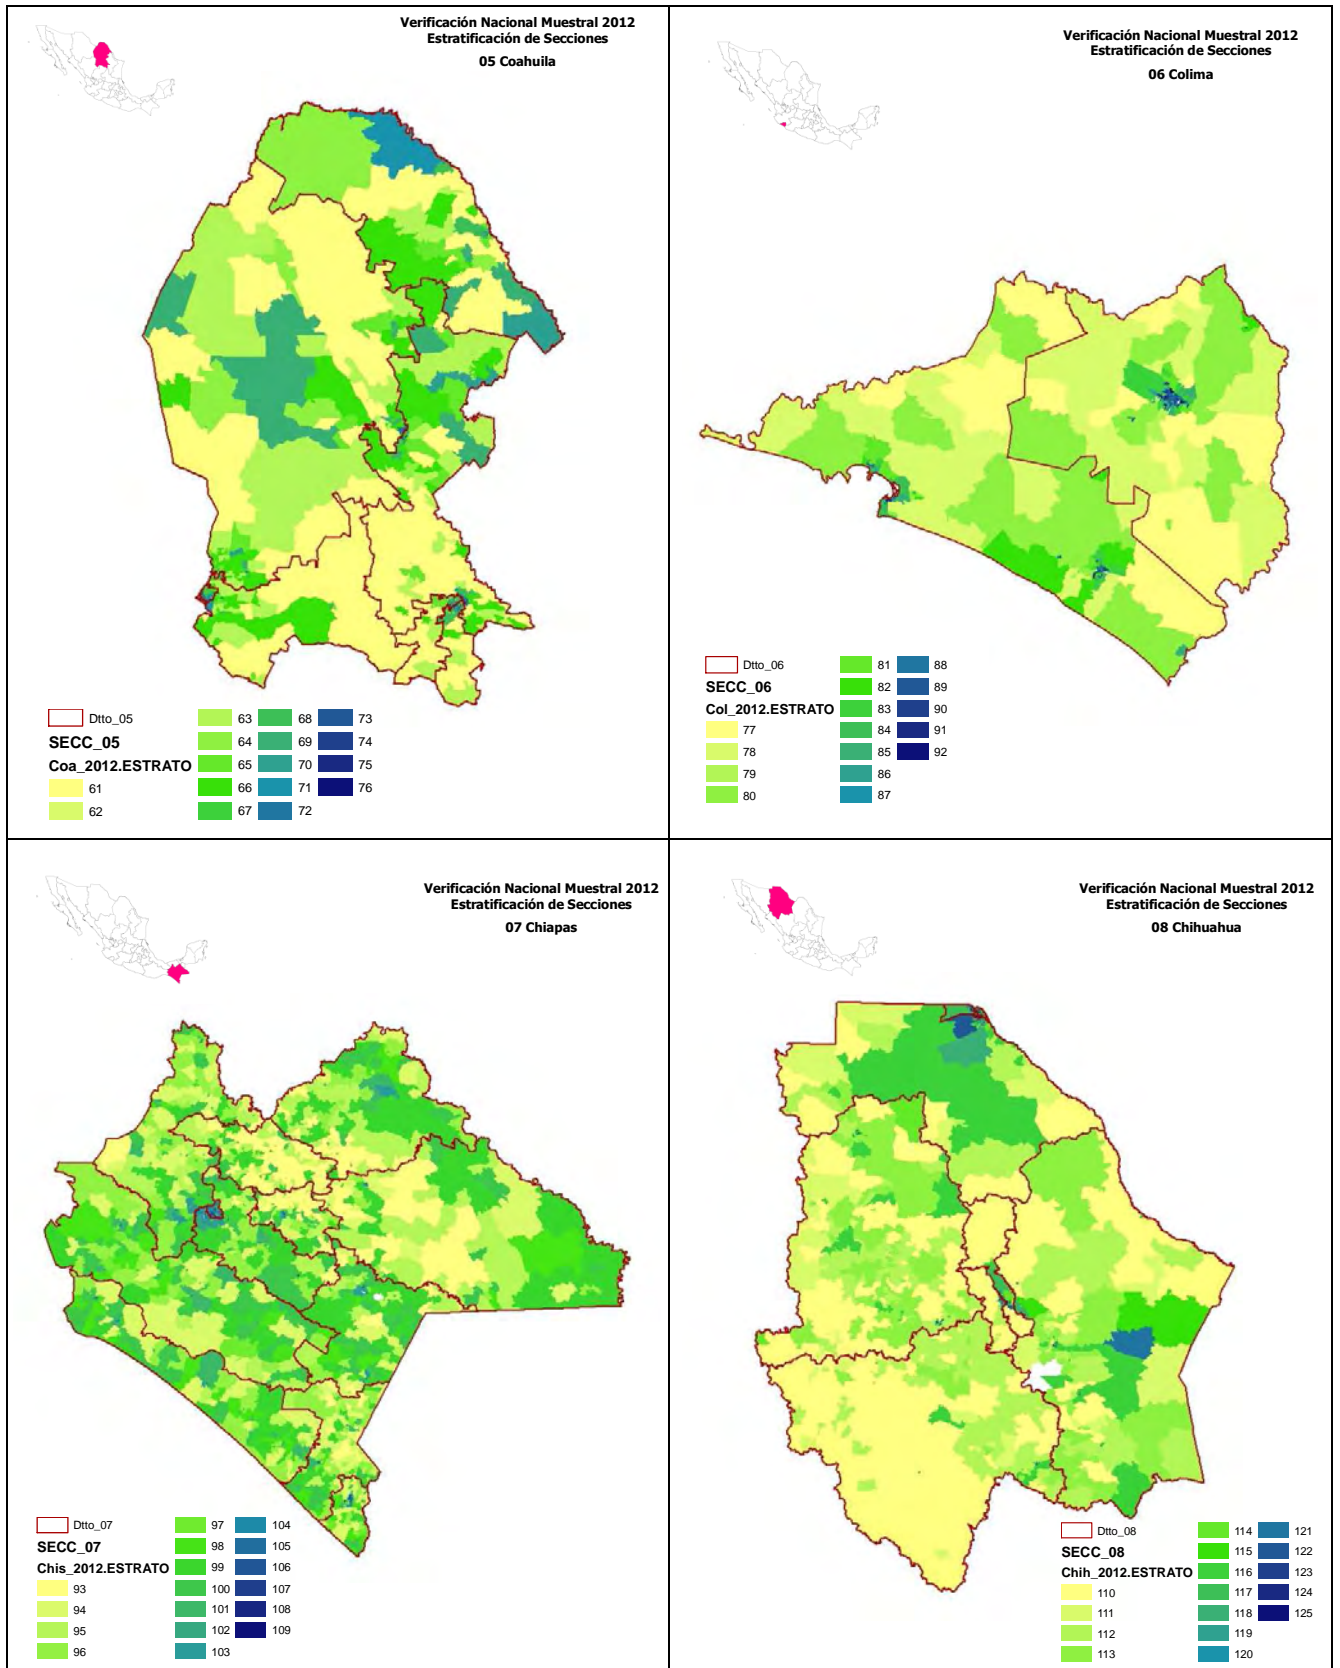 Verificación Nacional Muestral 2012
Estratificación de Secciones
05 Coahuila
Dtto_05
SECC_05
Coa_2012.ESTRATO
61
62
63
64
65
66
67
68
69
70
71
72
73
74
75
76
Verificación Nacional Muestral 2012
Estratificación de Secciones
06 Colima
Dtto_06
SECC_06
Col_2012.ESTRATO
77
78
79
80
81
82
83
84
85
86
87
88
89
90
91
92
Verificación Nacional Muestral 2012
Estratificación de Secciones
07 Chiapas
Dtto_07
SECC_07
Chis_2012.ESTRATO
93
94
95
96
97
98
99
100
101
102
103
104
105
106
107
108
109
Verificación Nacional Muestral 2012
Estratificación de Secciones
08 Chihuahua
Dtto_08
SECC_08
Chih_2012.ESTRATO
110
111
112
113
114
115
116
117
118
119
120
121
122
123
124
125